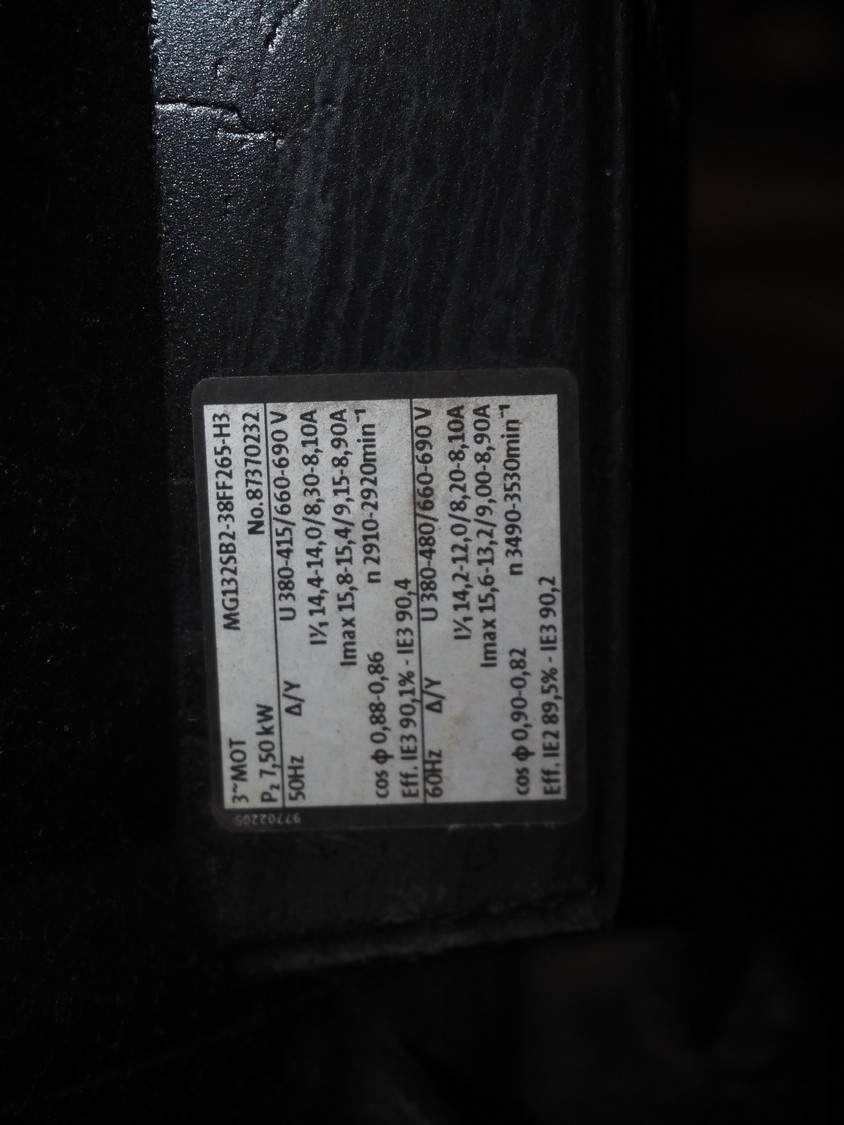 3~MOT MG132SB2-38FF265-H3
P₂ 7,50 kW No.87370232
50Hz Δ/Y U 380-415/660-690 V
I1/1 14,4-14,0/8,30-8,10A
Imax 15,8-15,4/9,15-8,90A
cos ϕ 0,88-0,86 n 2910-2920min⁻¹
Eff. IE3 90,1% - IE3 90,4
60Hz Δ/Y U 380-480/660-690 V
I1/1 14,2-12,0/8,20-8,10A
Imax 15,6-13,2/9,00-8,90A
cos ϕ 0,90-0,82 n 3490-3530min⁻¹
Eff. IE2 89,5% - IE3 90,2
97702205